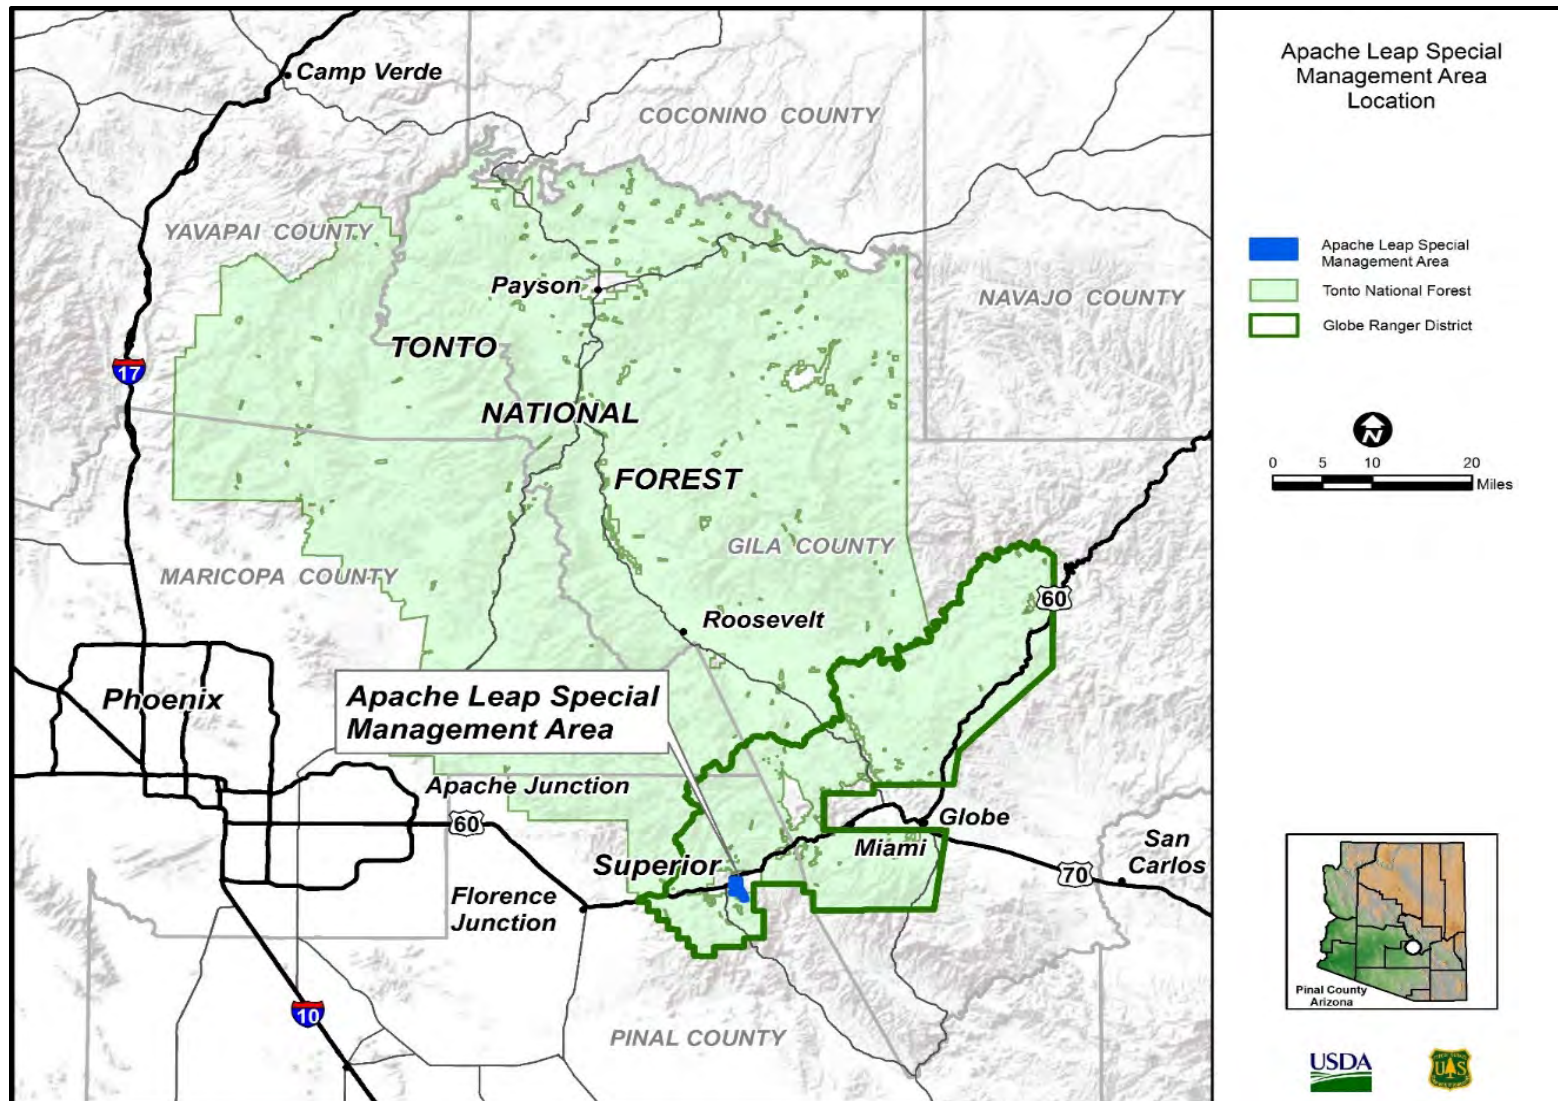 Camp Verde
COCONINO COUNTY
YAVAPAI COUNTY
Payson
NAVAJO COUNTY
TONTO
17
NATIONAL
FOREST
GILA COUNTY
MARICOPA COUNTY
60
Roosevelt
Phoenix
Apache Leap Special
Management Area
Apache Junction
60
Globe
Miami
San
Carlos
Superior
70
Florence
Junction
10
PINAL COUNTY
Apache Leap Special
Management Area
Location
Apache Leap Special
Management Area
Tonto National Forest
Globe Ranger District
N
0 5 10 20
Miles
Pinal County
Arizona
USDA
U S